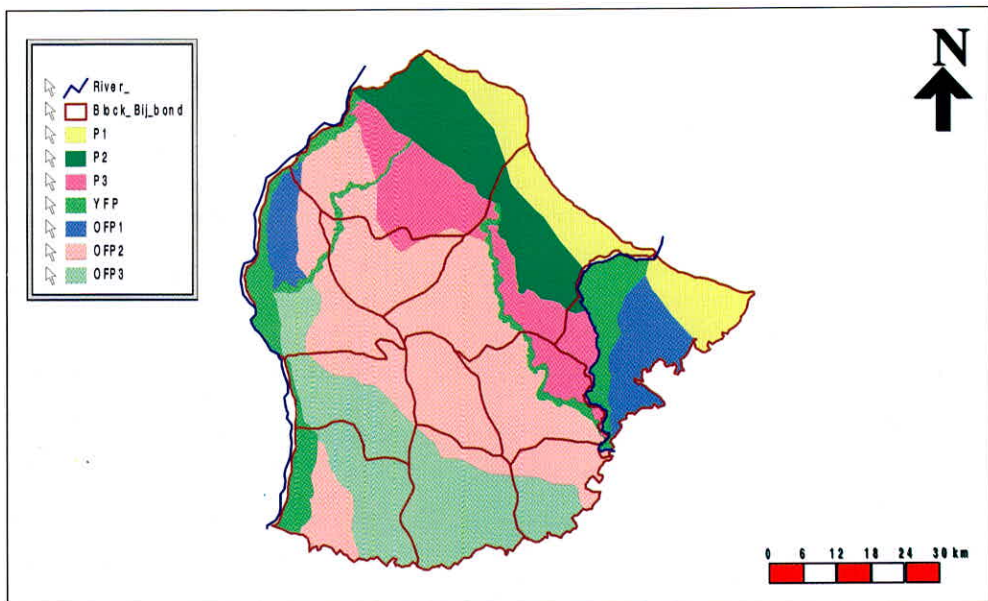 N
River_
Block_Bij_bond
P1
P2
P3
YFP
OFP1
OFP2
OFP3
0 6 12 18 24 30 km